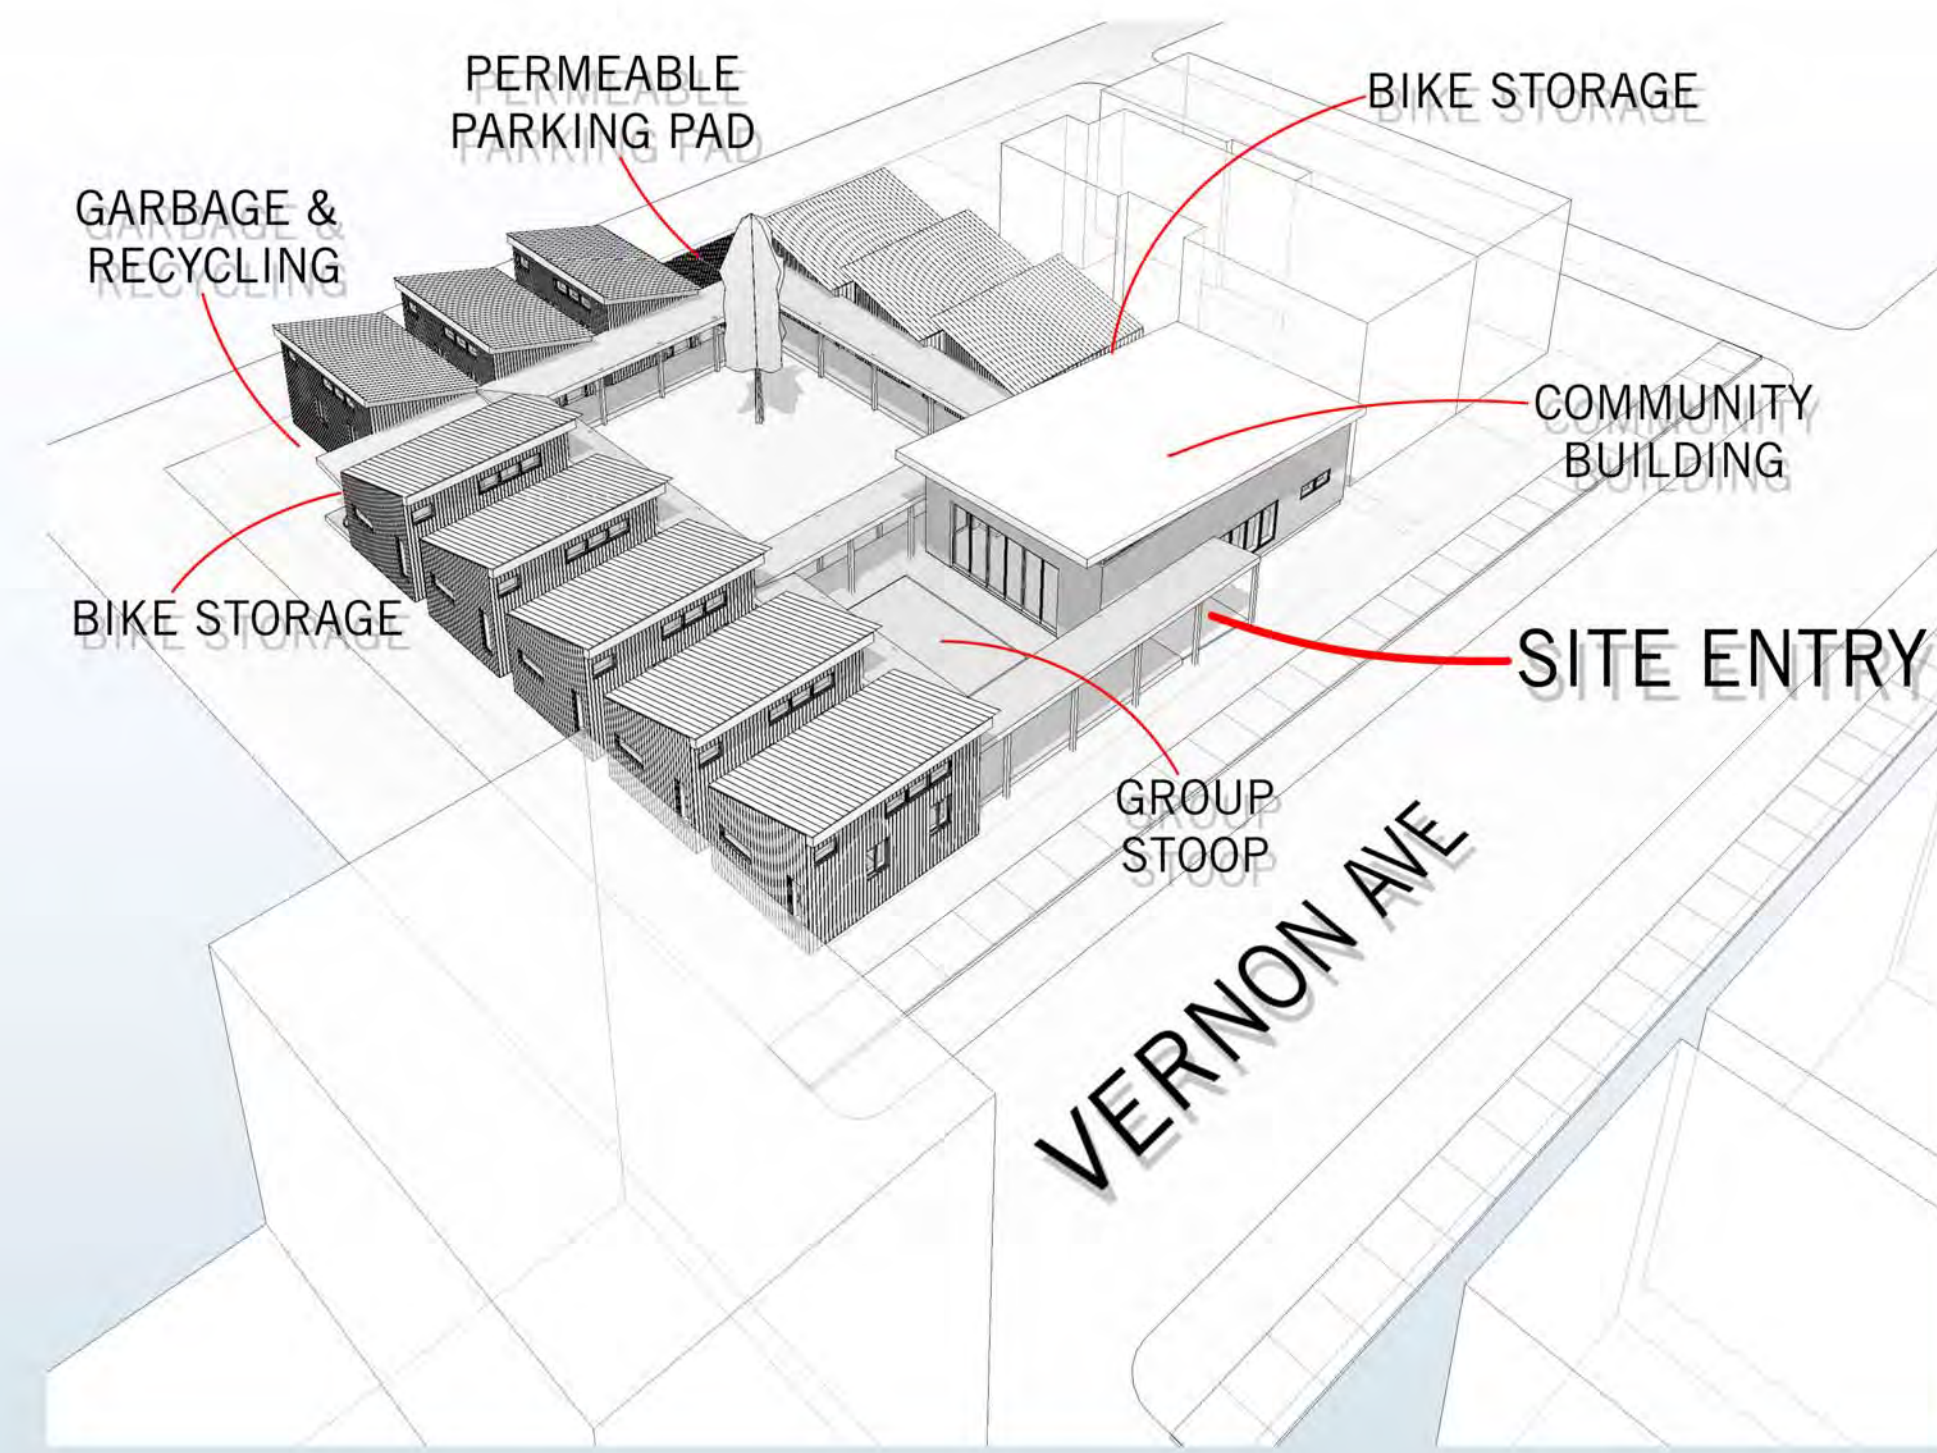 PERMEABLE
PARKING PAD
BIKE STORAGE
GARBAGE &
RECYCLING
COMMUNITY
BUILDING
BIKE STORAGE
SITE ENTRY
GROUP
STOOP
VERNON AVE